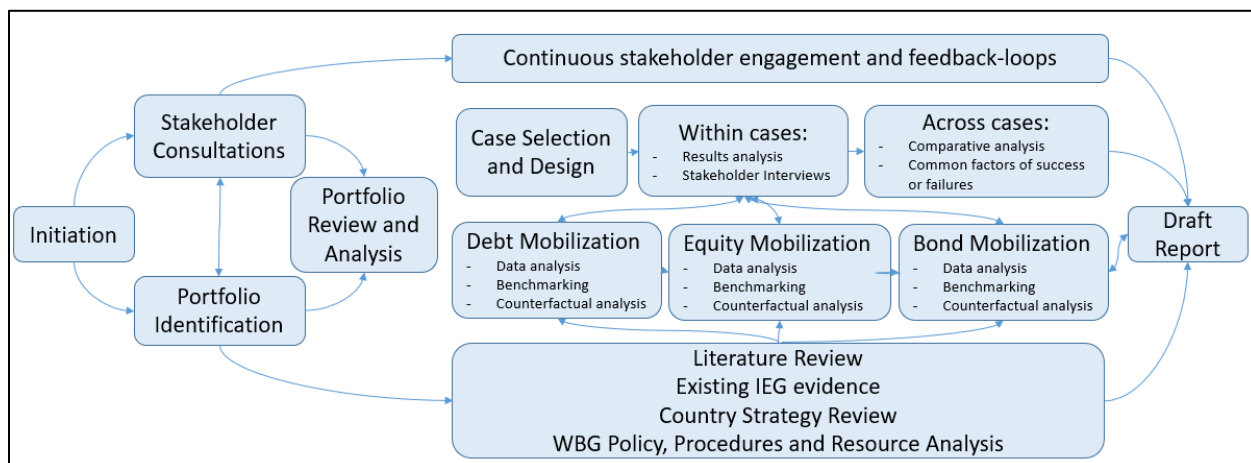 Continuous stakeholder engagement and feedback-loops
Stakeholder
Consultations
Case Selection
and Design
Within cases:
- Results analysis
- Stakeholder Interviews
Across cases:
- Comparative analysis
- Common factors of success
or failures
Initiation
Portfolio
Review and
Analysis
Portfolio
Identification
Debt Mobilization
- Data analysis
- Benchmarking
- Counterfactual analysis
Equity Mobilization
- Data analysis
- Benchmarking
- Counterfactual analysis
Bond Mobilization
- Data analysis
- Benchmarking
- Counterfactual analysis
Draft
Report
Literature Review
Existing IEG evidence
Country Strategy Review
WBG Policy, Procedures and Resource Analysis